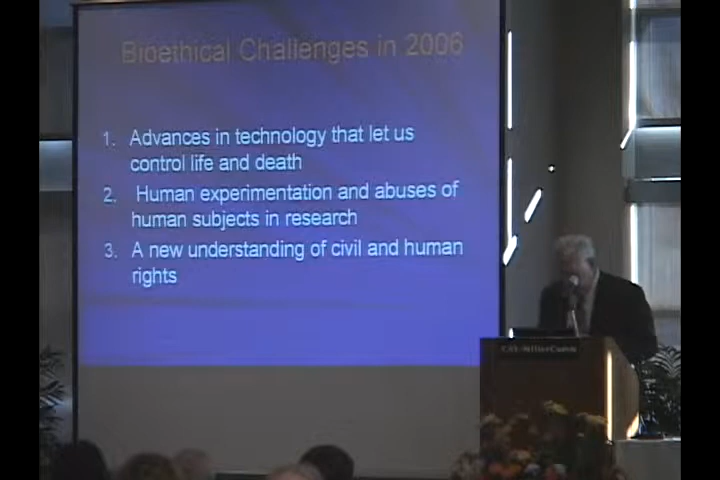 Bioethical Challenges in 2006
1. Advances in technology that let us
control life and death
2. Human experimentation and abuses of
human subjects in research
3. A new understanding of civil and human
rights